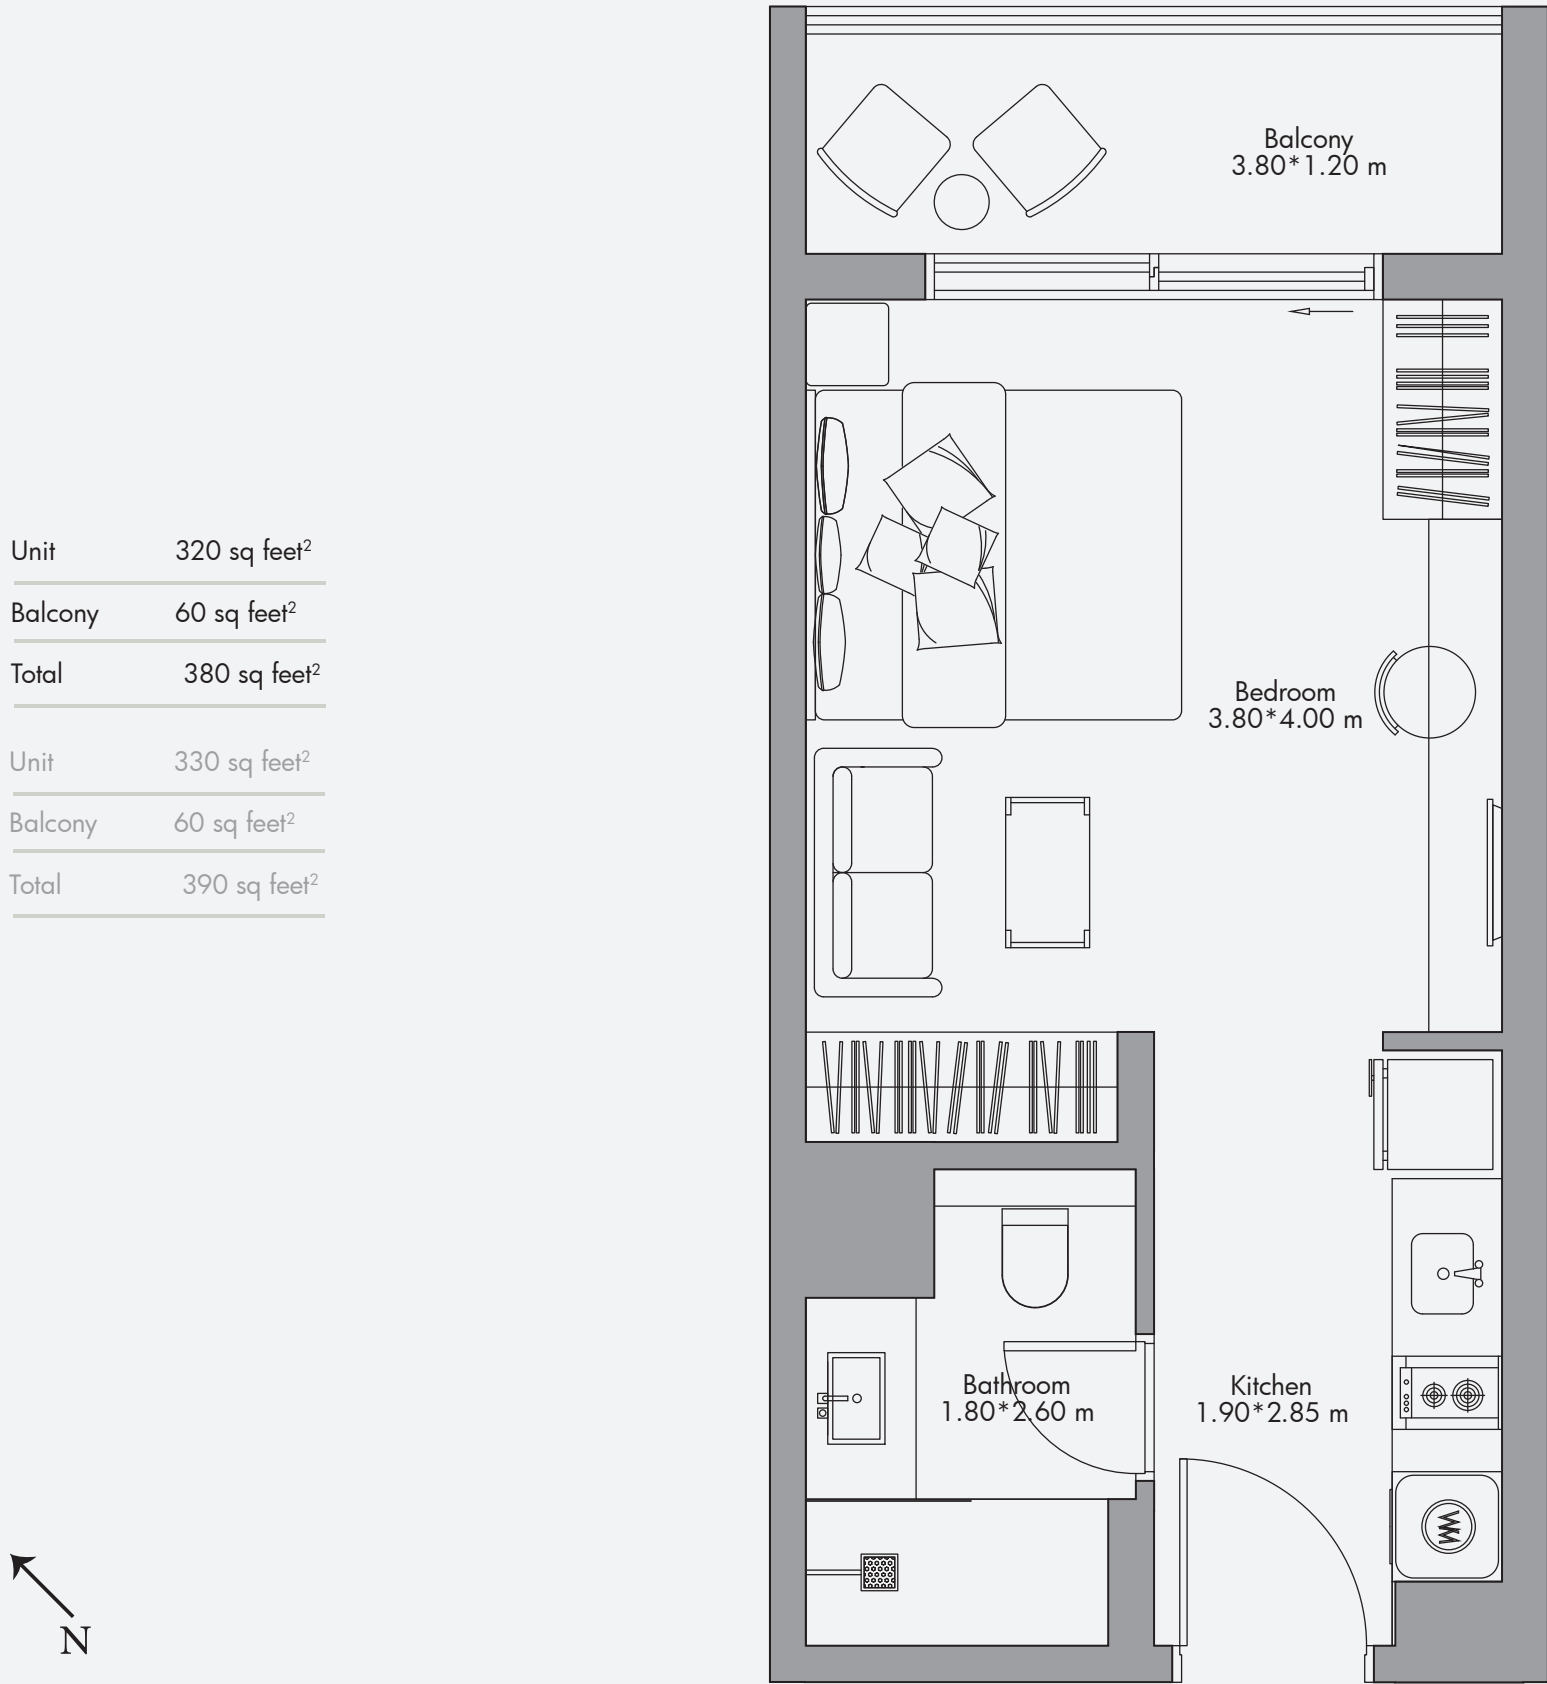 Balcony
3.80*1.20 m
Unit 320 sq feet²
Balcony 60 sq feet²
Total 380 sq feet²
Unit 330 sq feet²
Balcony 60 sq feet²
Total 390 sq feet²
Bedroom
3.80*4.00 m
Bathroom
1.80*2.60 m
Kitchen
1.90*2.85 m
W
N